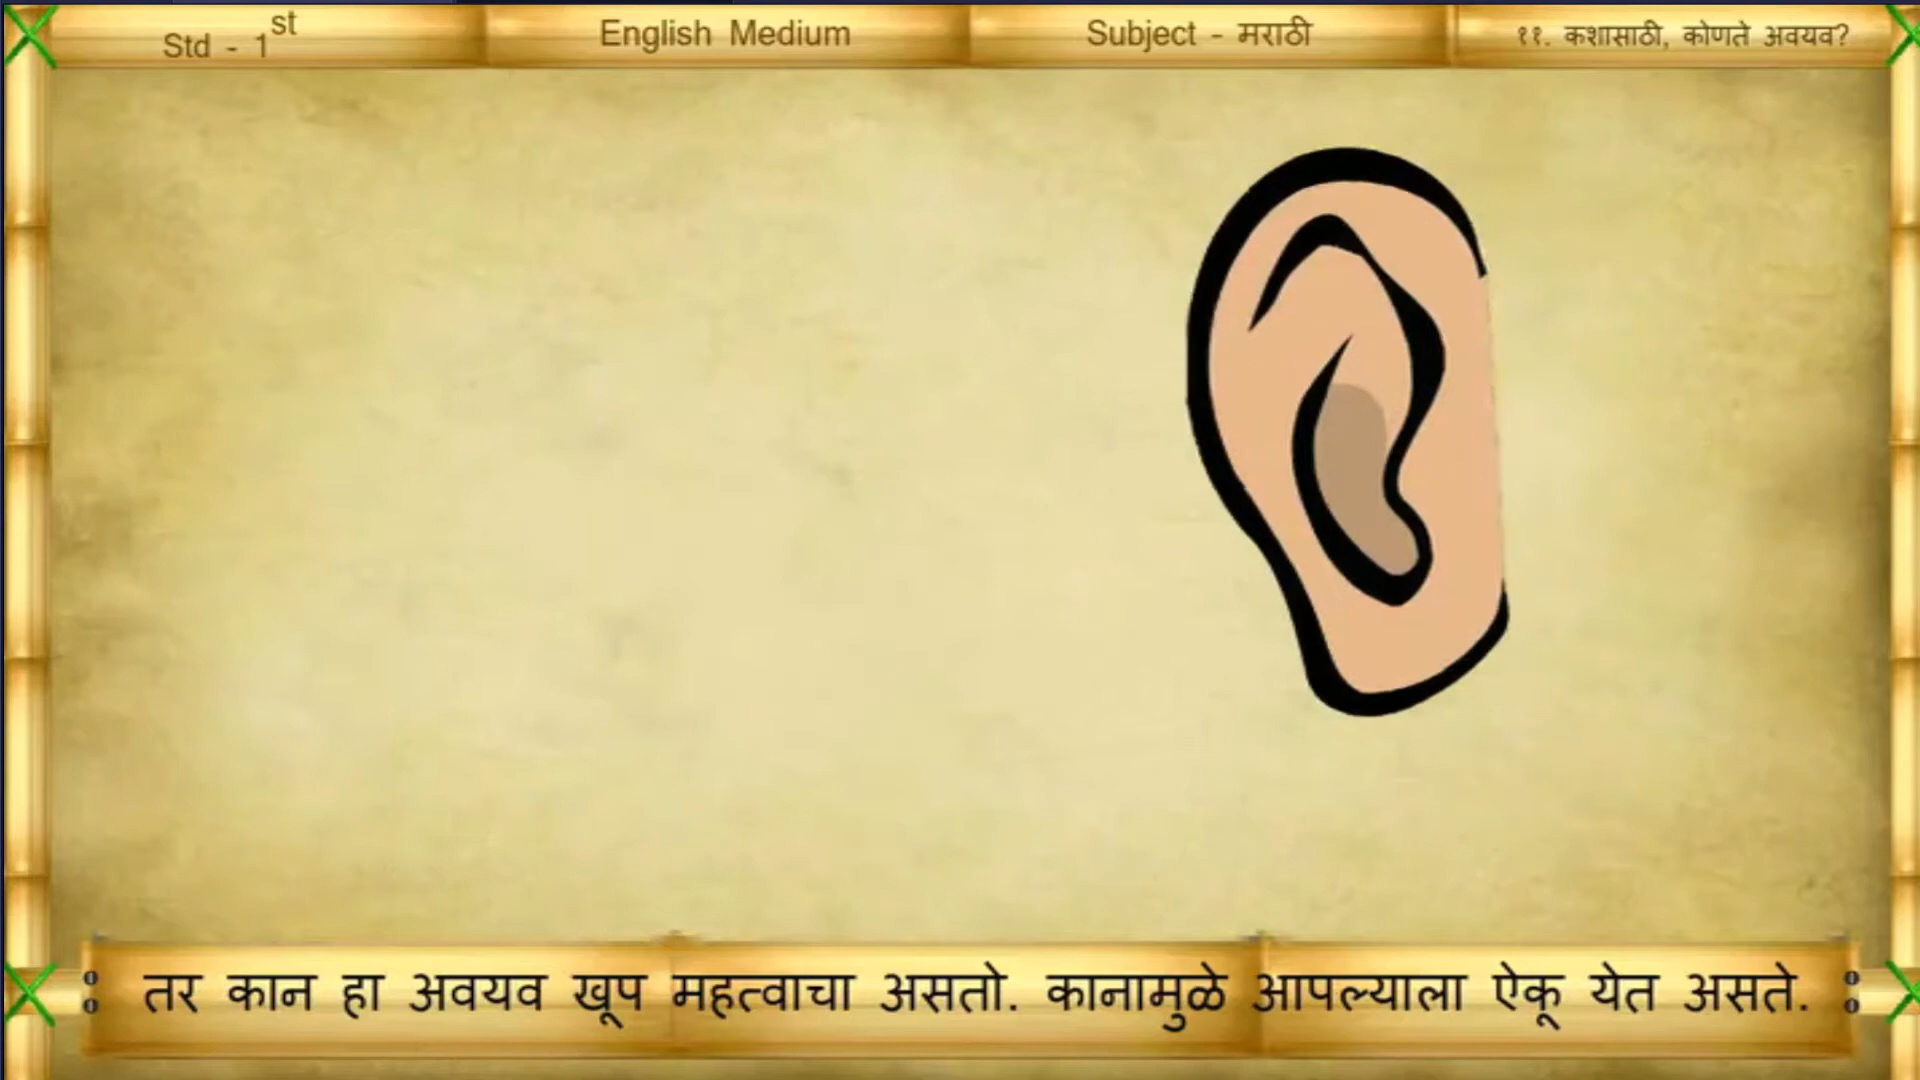 Std - 1st
English Medium
Subject - मराठी
११. कशासाठी, कोणते अवयव?
तर कान हा अवयव खूप महत्वाचा असतो. कानामुळे आपल्याला ऐकू येत असते.